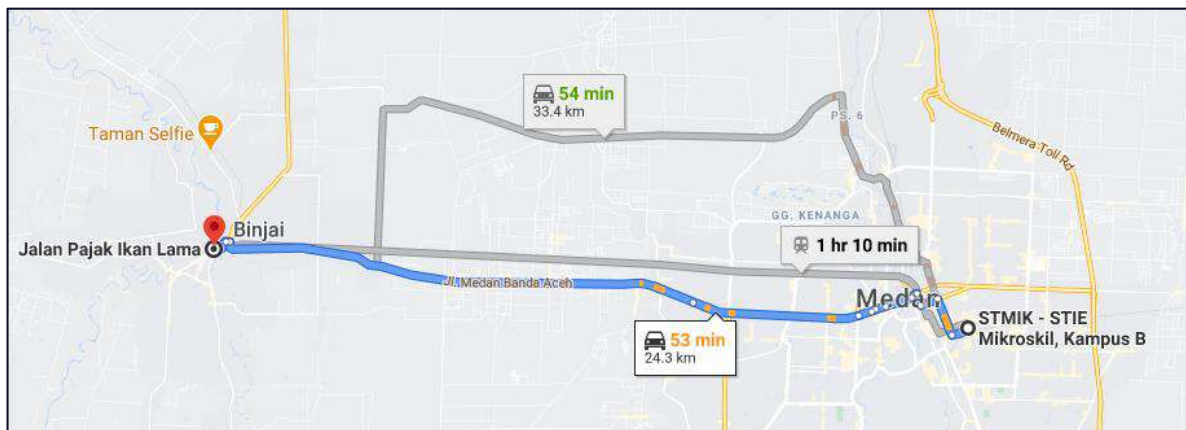 54 min
33.4 km
PS. 6
Taman Selfie
Belmera Toll Rd
GG. KENANGA
Binjai
Jalan Pajak Ikan Lama
1 hr 10 min
Jl. Medan Banda Aceh
Medan
STMIK - STIE
Mikroskil, Kampus B
53 min
24.3 km